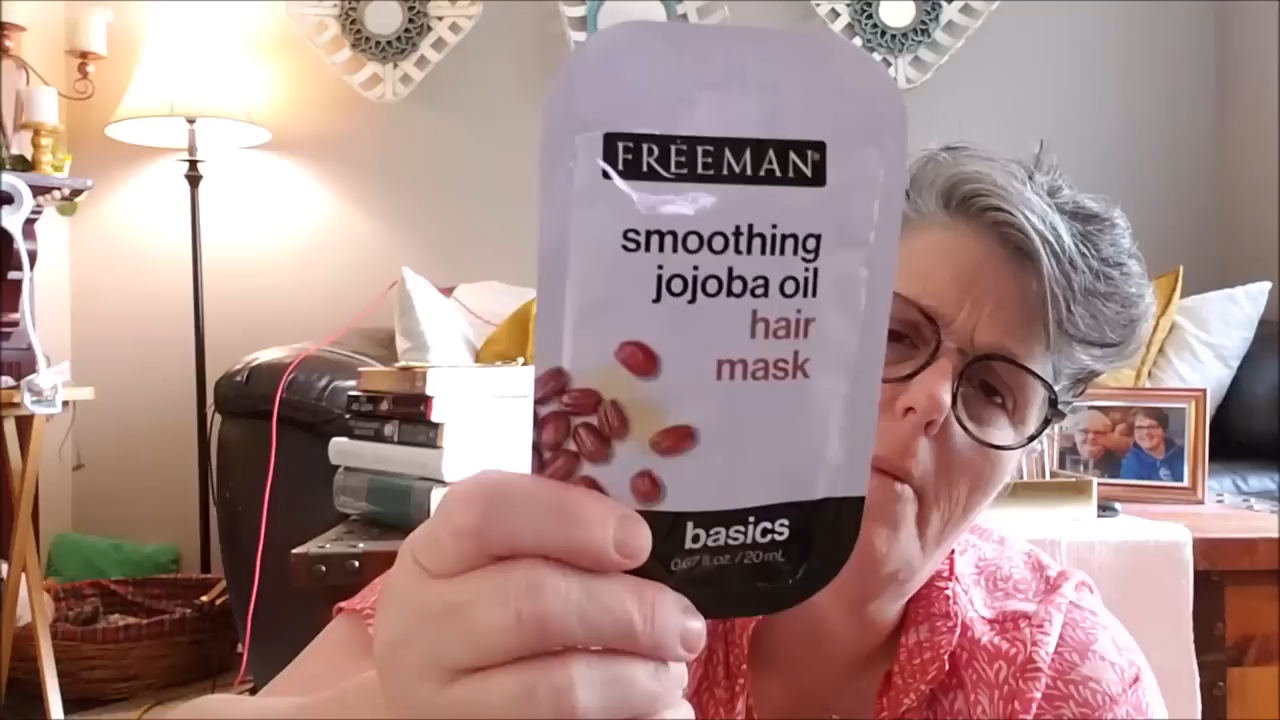 FREEMAN®
smoothing
jojoba oil
hair
mask
basics
0.67 fl. oz. / 20 mL